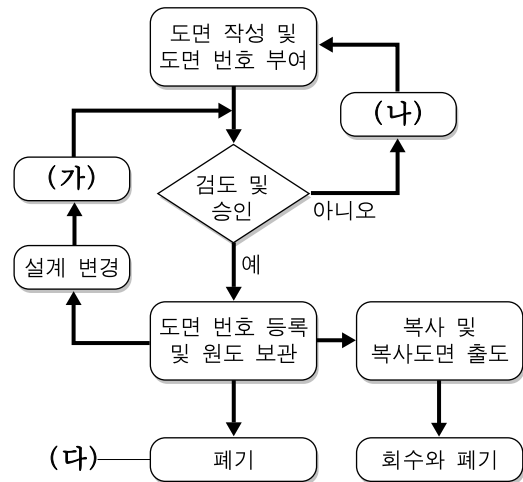 도면 작성 및
도면 번호 부여
(나)
(가)
검도 및
승인
아니오
설계 변경
예
도면 번호 등록
및 원도 보관
복사 및
복사도면 출도
(다)
폐기
회수와 폐기